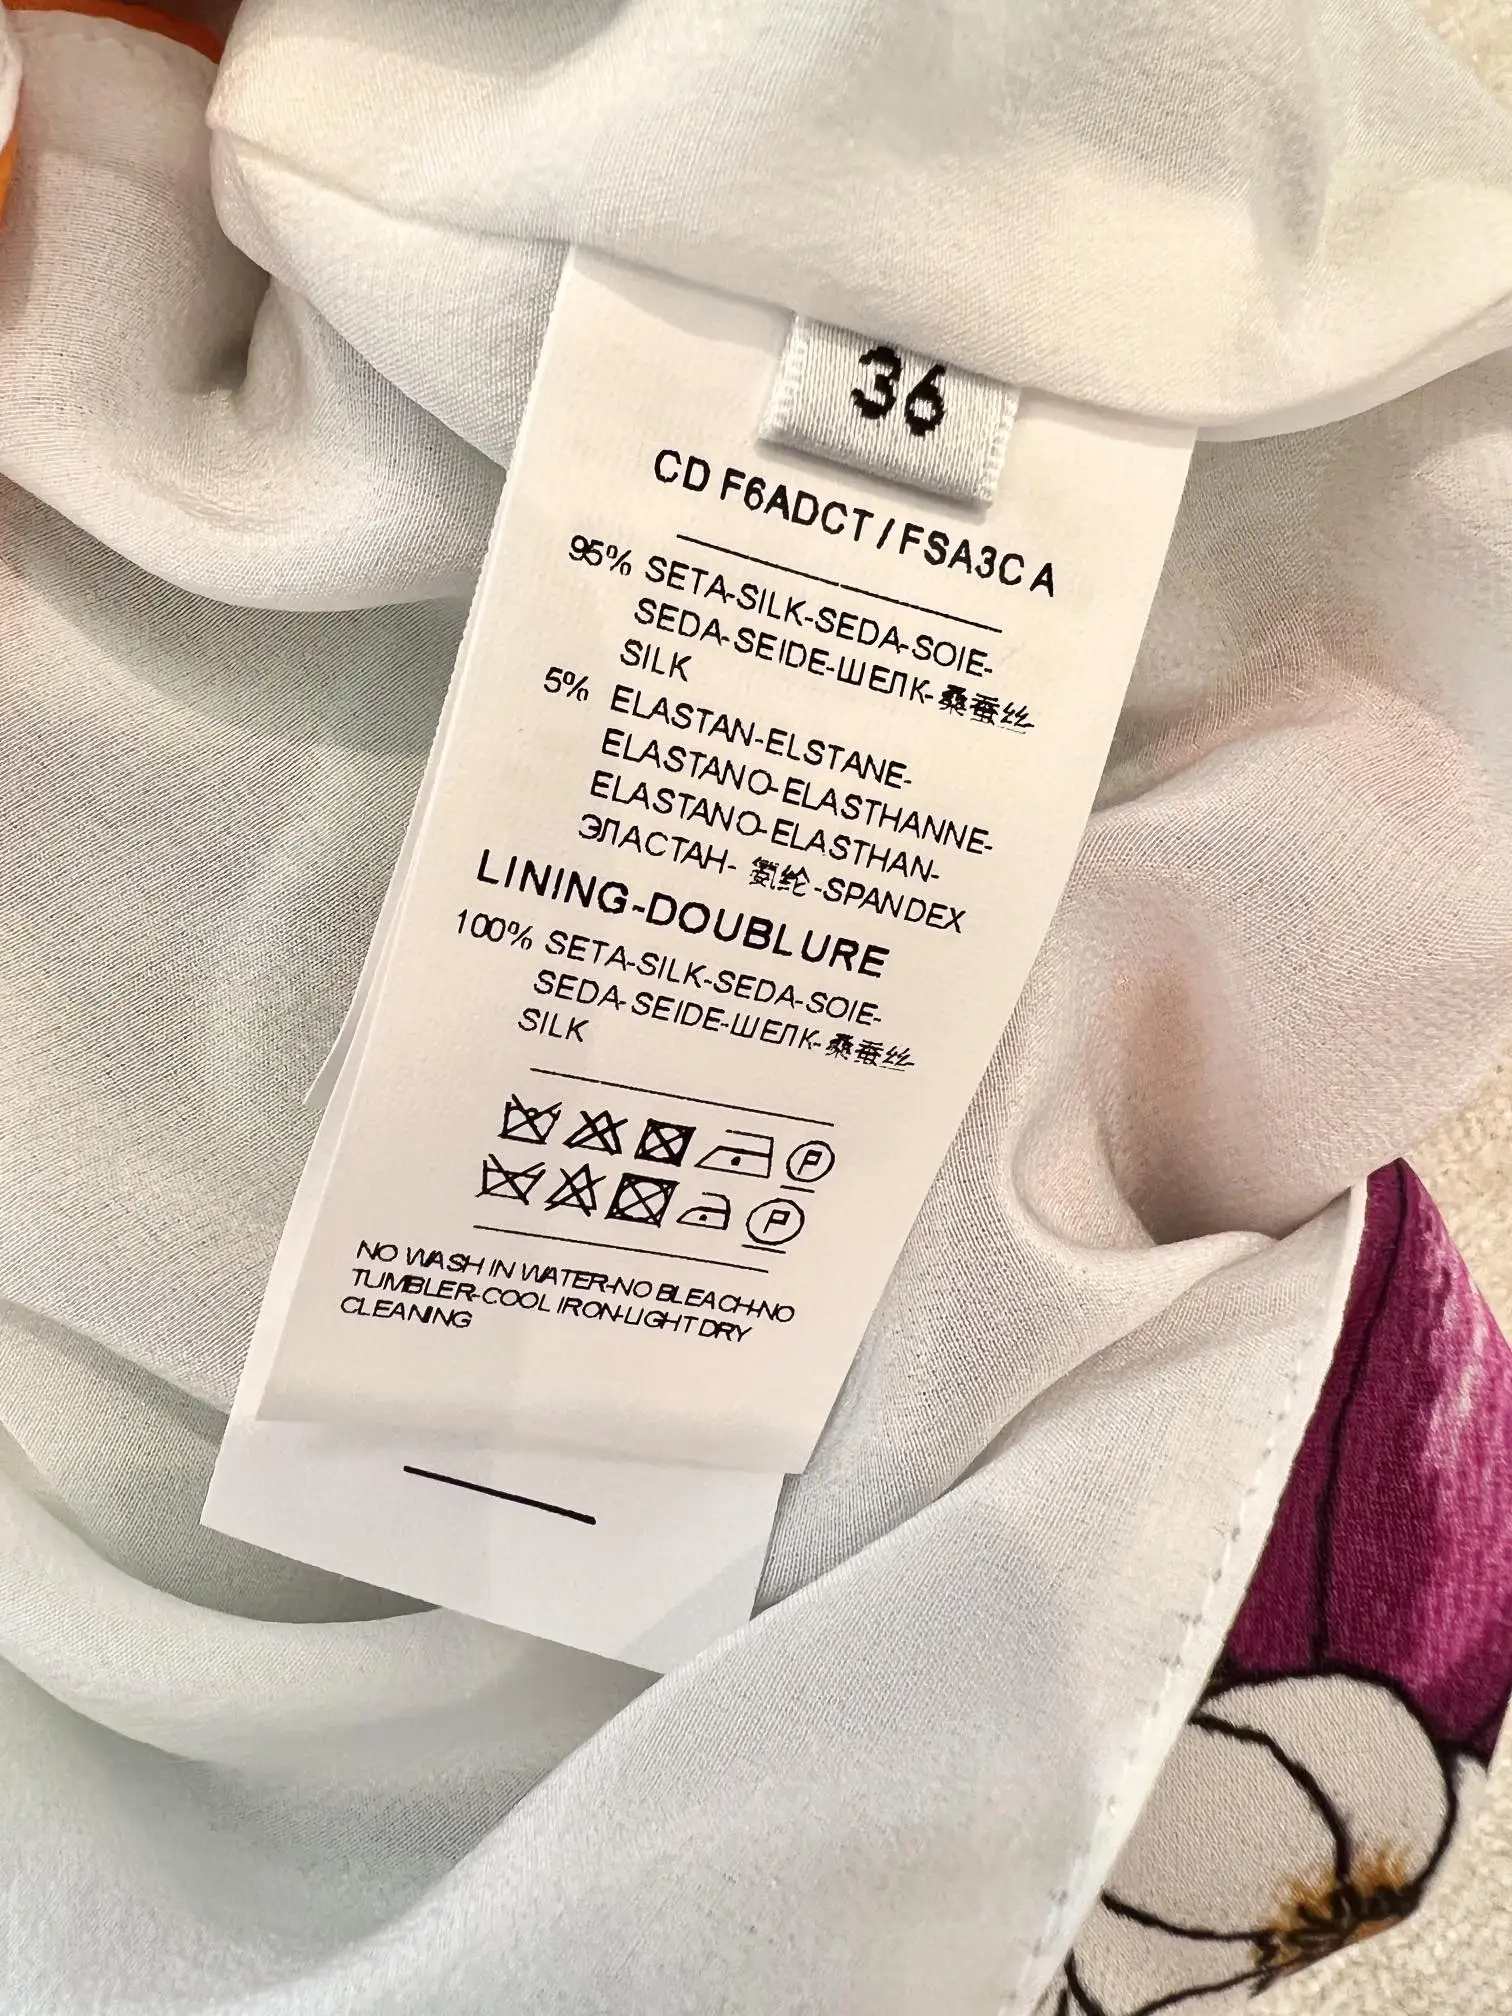 36
CD F6ADCT / FSA3C A
95% SETA-SILK-SEDA-SOIE-
SEDA-SEIDE-ШЕЛК-桑蚕丝
SILK
5% ELASTAN-ELSTANE-
ELASTANO-ELASTHANNE-
ELASTANO-ELASTHAN-
ЭЛАСТАН- 氨纶 -SPANDEX
LINING-DOUBLURE
100% SETA-SILK-SEDA-SOIE-
SEDA-SEIDE-ШЕЛК-桑蚕丝
SILK
P
P
NO WASH IN WATER-NO BLEACH-NO
TUMBLER-COOL IRON-LIGHT DRY
CLEANING